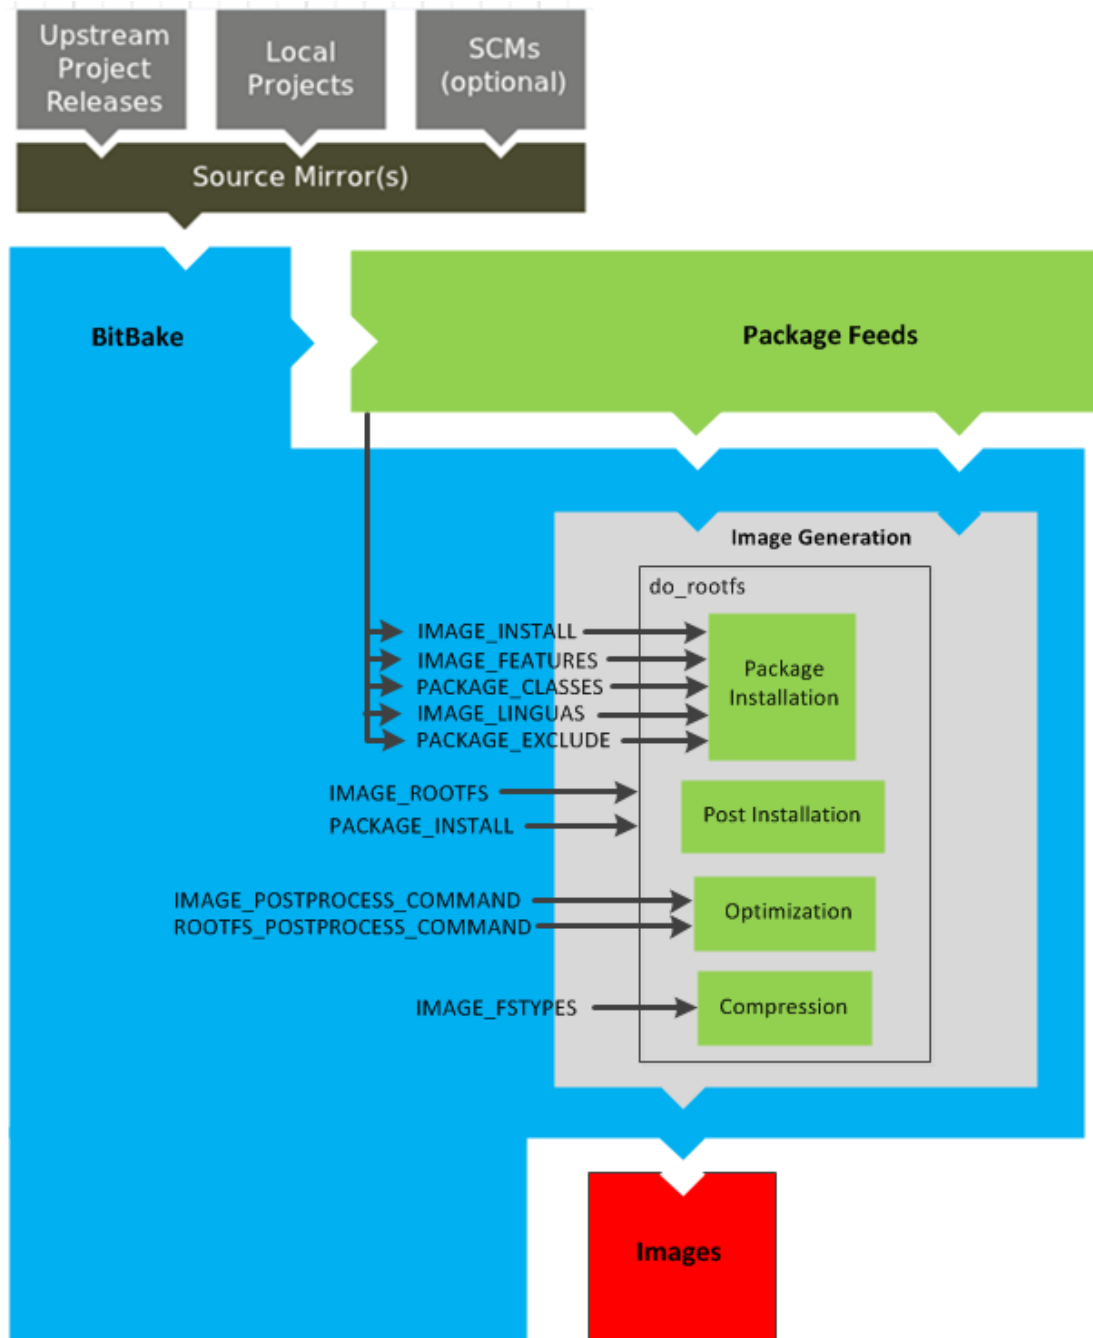 Upstream
Project
Releases
Local
Projects
SCMs
(optional)
Source Mirror(s)
BitBake
Package Feeds
Image Generation
do_rootfs
IMAGE_INSTALL
IMAGE_FEATURES
PACKAGE_CLASSES
IMAGE_LINGUAS
PACKAGE_EXCLUDE
Package
Installation
IMAGE_ROOTFS
PACKAGE_INSTALL
Post Installation
IMAGE_POSTPROCESS_COMMAND
ROOTFS_POSTPROCESS_COMMAND
Optimization
IMAGE_FSTYPES
Compression
Images